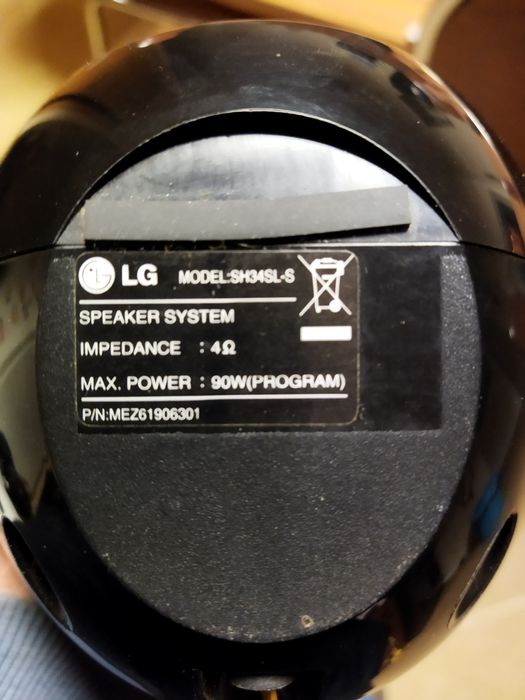 LG MODEL:SH34SL-S
SPEAKER SYSTEM
IMPEDANCE : 4Ω
MAX. POWER : 90W(PROGRAM)
P/N:MEZ61906301